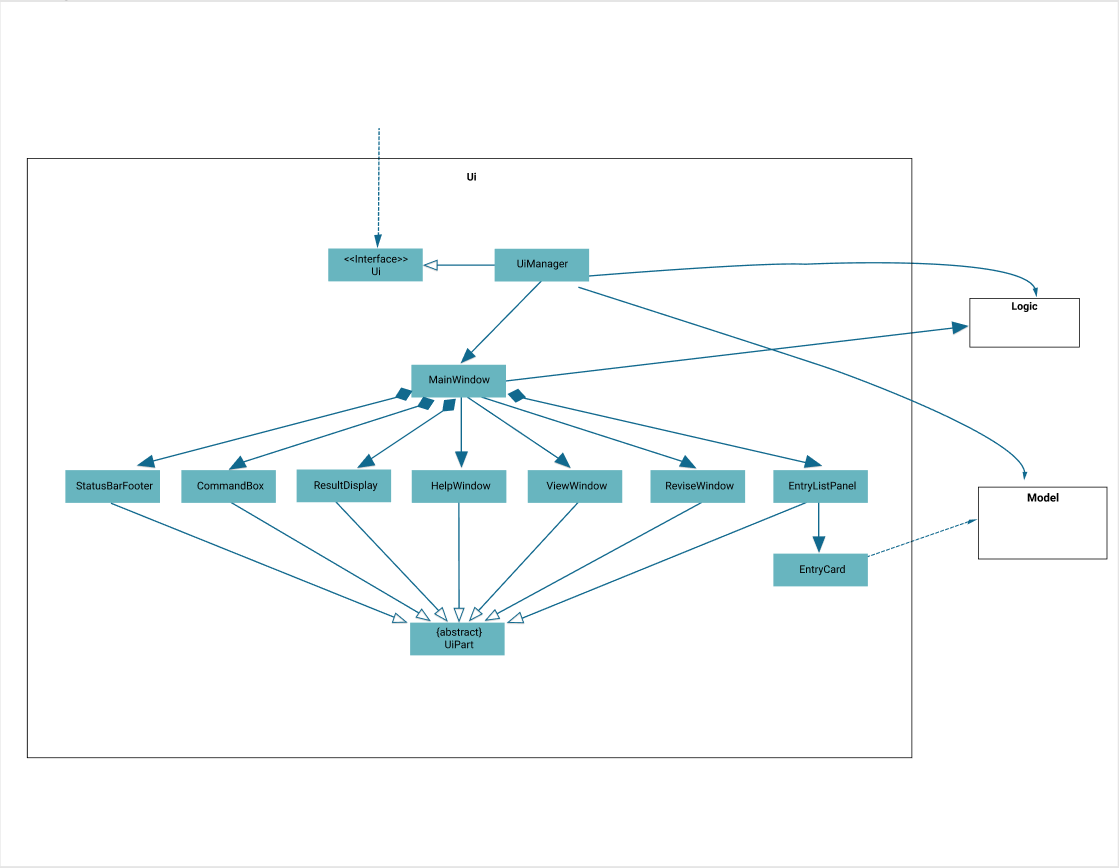 Ui
<<Interface>>
Ui
UiManager
Logic
MainWindow
StatusBarFooter
CommandBox
ResultDisplay
HelpWindow
ViewWindow
ReviseWindow
EntryListPanel
Model
EntryCard
{abstract}
UiPart